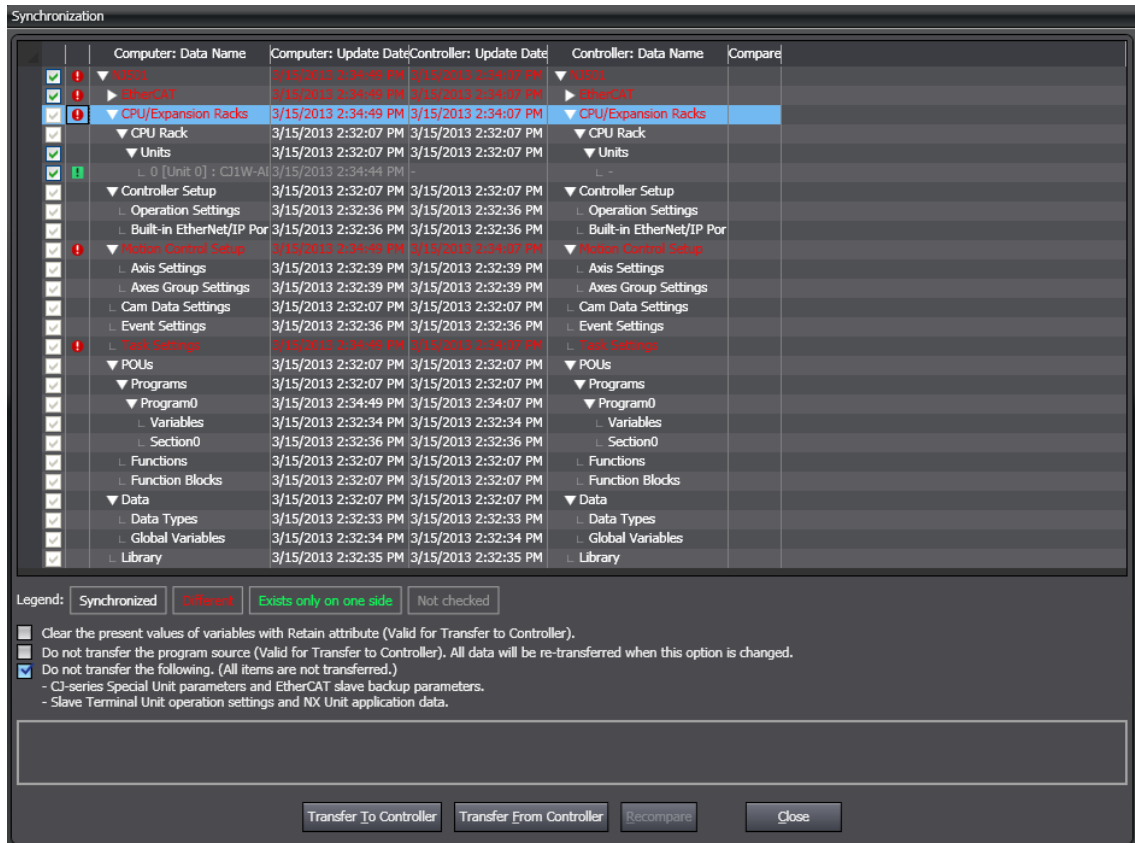 Synchronization
Computer: Data Name Computer: Update Date Controller: Update Date Controller: Data Name Compare
NJ501 3/15/2013 2:34:49 PM 3/15/2013 2:34:07 PM NJ501
EtherCAT 3/15/2013 2:34:49 PM 3/15/2013 2:34:07 PM EtherCAT
CPU/Expansion Racks 3/15/2013 2:34:49 PM 3/15/2013 2:34:07 PM CPU/Expansion Racks
CPU Rack 3/15/2013 2:32:07 PM 3/15/2013 2:32:07 PM CPU Rack
Units 3/15/2013 2:32:07 PM 3/15/2013 2:32:07 PM Units
0 [Unit 0] : CJ1W-AI 3/15/2013 2:34:44 PM - -
Controller Setup 3/15/2013 2:32:07 PM 3/15/2013 2:32:07 PM Controller Setup
Operation Settings 3/15/2013 2:32:36 PM 3/15/2013 2:32:36 PM Operation Settings
Built-in EtherNet/IP Por 3/15/2013 2:32:36 PM 3/15/2013 2:32:36 PM Built-in EtherNet/IP Por
Motion Control Setup 3/15/2013 2:34:49 PM 3/15/2013 2:34:07 PM Motion Control Setup
Axis Settings 3/15/2013 2:32:39 PM 3/15/2013 2:32:39 PM Axis Settings
Axes Group Settings 3/15/2013 2:32:39 PM 3/15/2013 2:32:39 PM Axes Group Settings
Cam Data Settings 3/15/2013 2:32:07 PM 3/15/2013 2:32:07 PM Cam Data Settings
Event Settings 3/15/2013 2:32:36 PM 3/15/2013 2:32:36 PM Event Settings
Task Settings 3/15/2013 2:34:49 PM 3/15/2013 2:34:07 PM Task Settings
POUs 3/15/2013 2:32:07 PM 3/15/2013 2:32:07 PM POUs
Programs 3/15/2013 2:32:07 PM 3/15/2013 2:32:07 PM Programs
Program0 3/15/2013 2:34:49 PM 3/15/2013 2:34:07 PM Program0
Variables 3/15/2013 2:32:34 PM 3/15/2013 2:32:34 PM Variables
Section0 3/15/2013 2:32:36 PM 3/15/2013 2:32:36 PM Section0
Functions 3/15/2013 2:32:07 PM 3/15/2013 2:32:07 PM Functions
Function Blocks 3/15/2013 2:32:07 PM 3/15/2013 2:32:07 PM Function Blocks
Data 3/15/2013 2:32:07 PM 3/15/2013 2:32:07 PM Data
Data Types 3/15/2013 2:32:33 PM 3/15/2013 2:32:33 PM Data Types
Global Variables 3/15/2013 2:32:34 PM 3/15/2013 2:32:34 PM Global Variables
Library 3/15/2013 2:32:35 PM 3/15/2013 2:32:35 PM Library
Legend: Synchronized Different Exists only on one side Not checked
Clear the present values of variables with Retain attribute (Valid for Transfer to Controller).
Do not transfer the program source (Valid for Transfer to Controller). All data will be re-transferred when this option is changed.
Do not transfer the following. (All items are not transferred.)
- CJ-series Special Unit parameters and EtherCAT slave backup parameters.
- Slave Terminal Unit operation settings and NX Unit application data.
Transfer To Controller Transfer From Controller Recompare Close